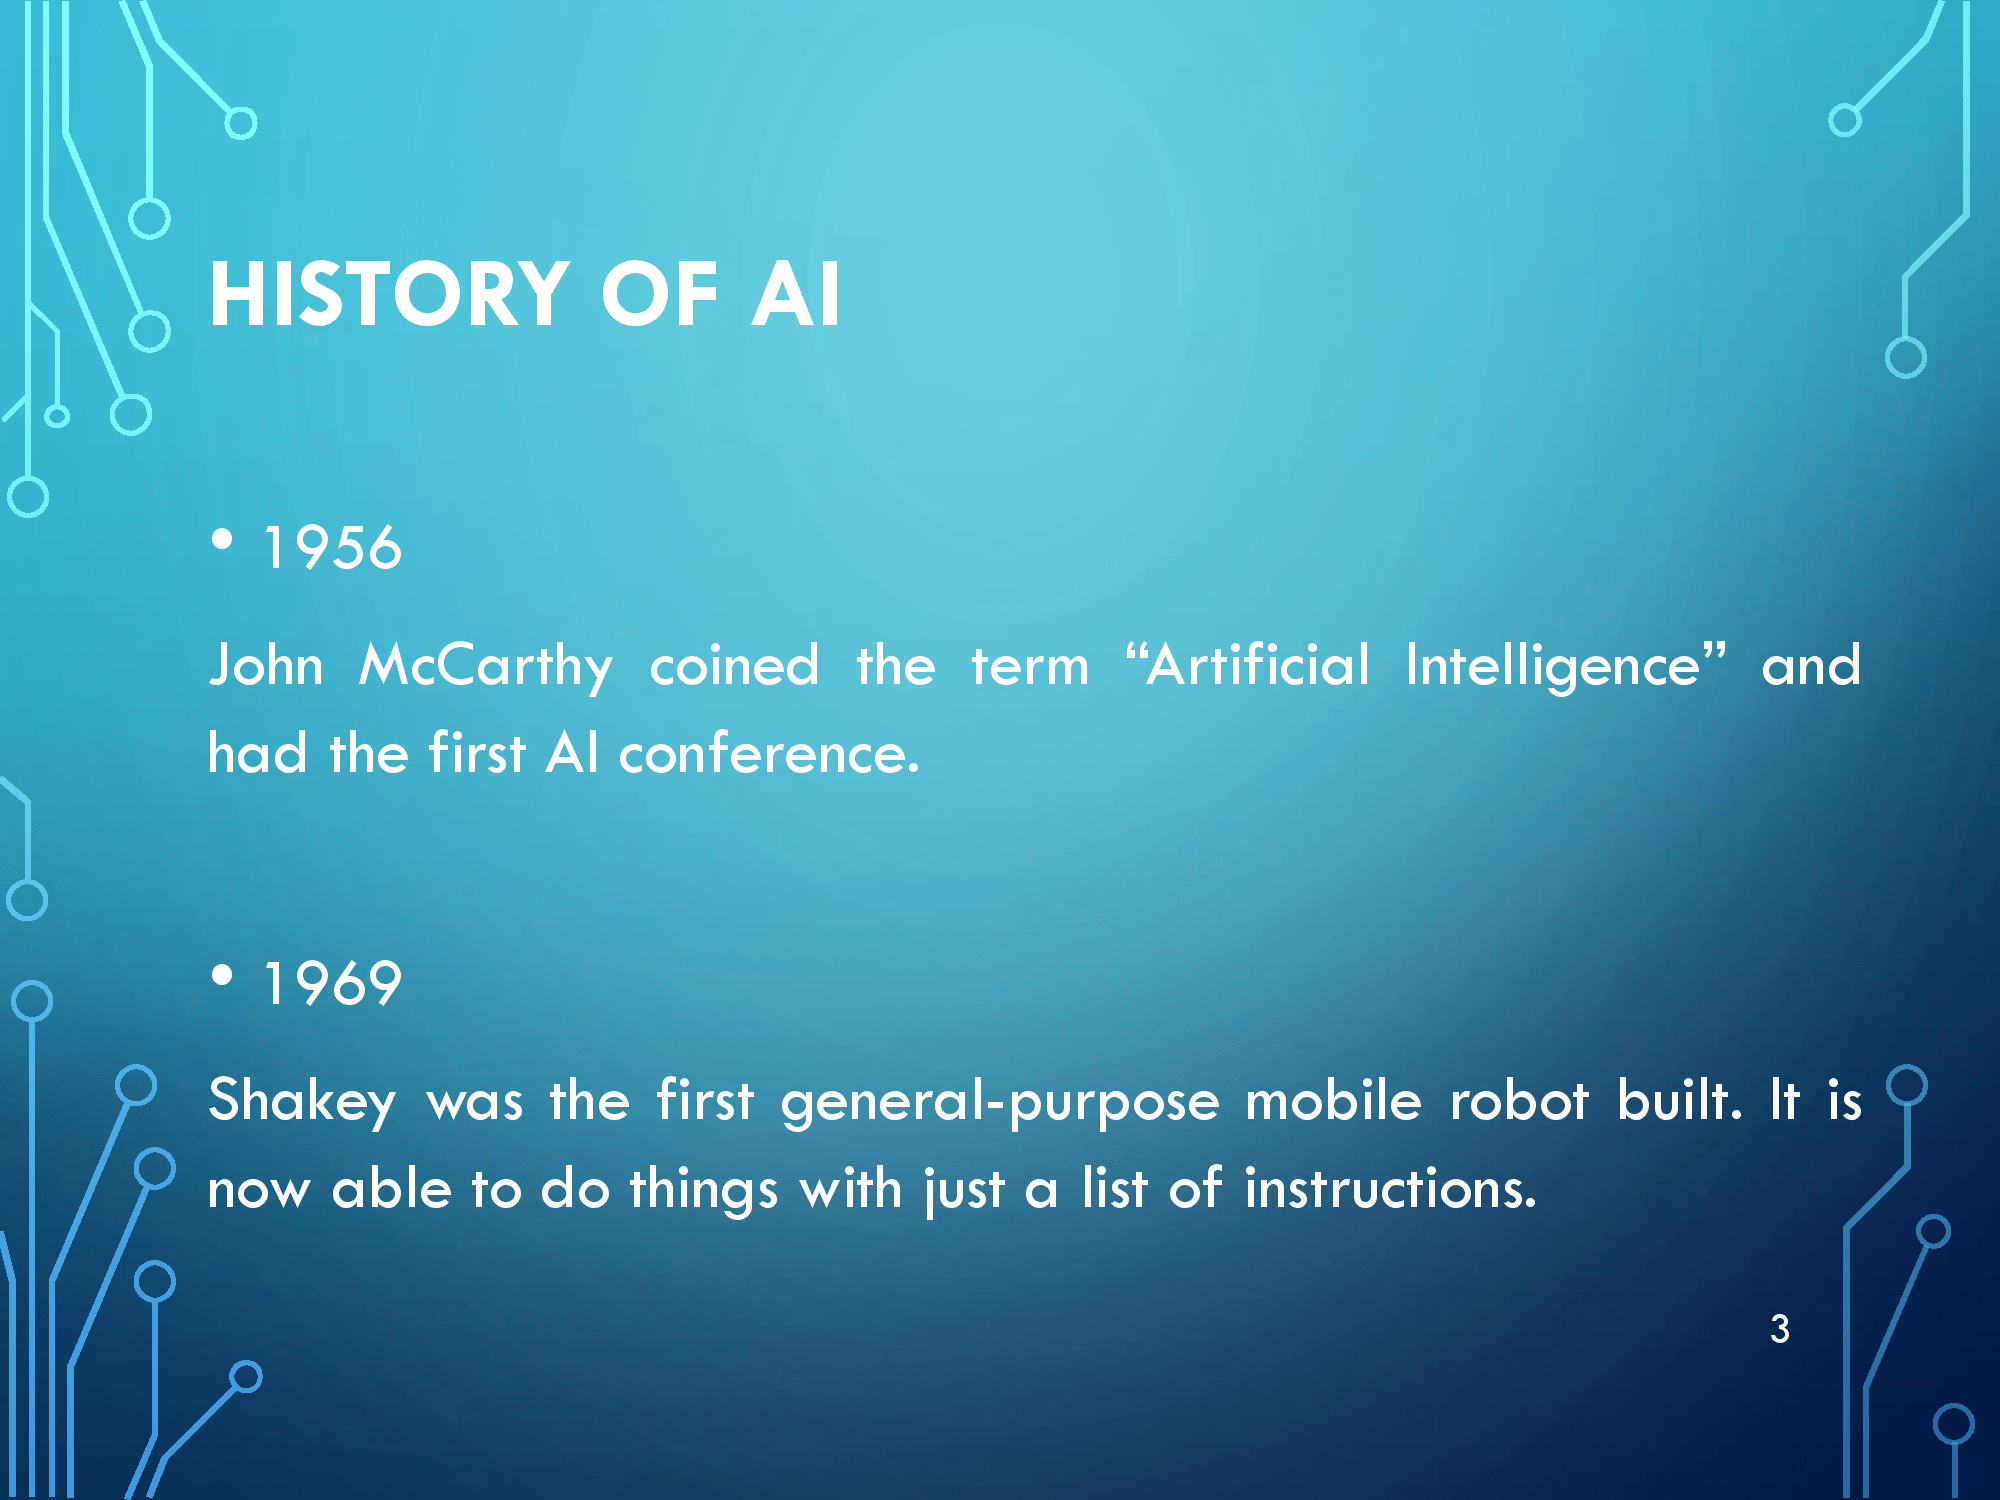 HISTORY OF AI
• 1956
John McCarthy coined the term “Artificial Intelligence” and
had the first AI conference.
• 1969
Shakey was the first general-purpose mobile robot built. It is
now able to do things with just a list of instructions.
3